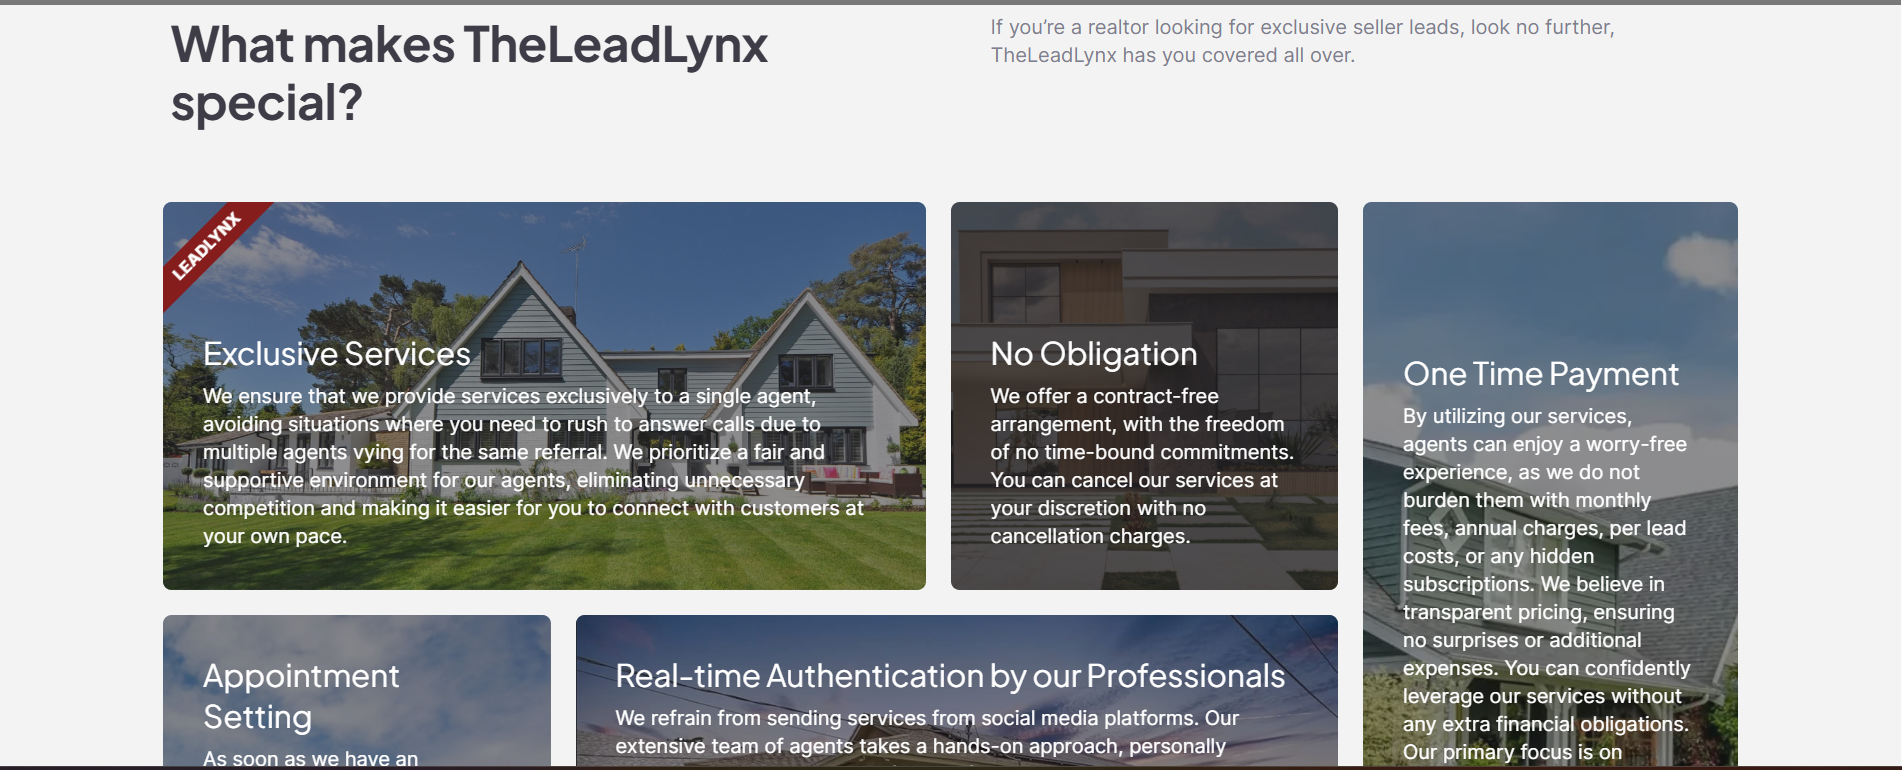 What makes TheLeadLynx
special?
If you’re a realtor looking for exclusive seller leads, look no further,
TheLeadLynx has you covered all over.
LEADLYNX
Exclusive Services
We ensure that we provide services exclusively to a single agent,
avoiding situations where you need to rush to answer calls due to
multiple agents vying for the same referral. We prioritize a fair and
supportive environment for our agents, eliminating unnecessary
competition and making it easier for you to connect with customers at
your own pace.
No Obligation
We offer a contract-free
arrangement, with the freedom
of no time-bound commitments.
You can cancel our services at
your discretion with no
cancellation charges.
One Time Payment
By utilizing our services,
agents can enjoy a worry-free
experience, as we do not
burden them with monthly
fees, annual charges, per lead
costs, or any hidden
subscriptions. We believe in
transparent pricing, ensuring
no surprises or additional
expenses. You can confidently
leverage our services without
any extra financial obligations.
Our primary focus is on
Appointment
Setting
As soon as we have an
Real-time Authentication by our Professionals
We refrain from sending services from social media platforms. Our
extensive team of agents takes a hands-on approach, personally